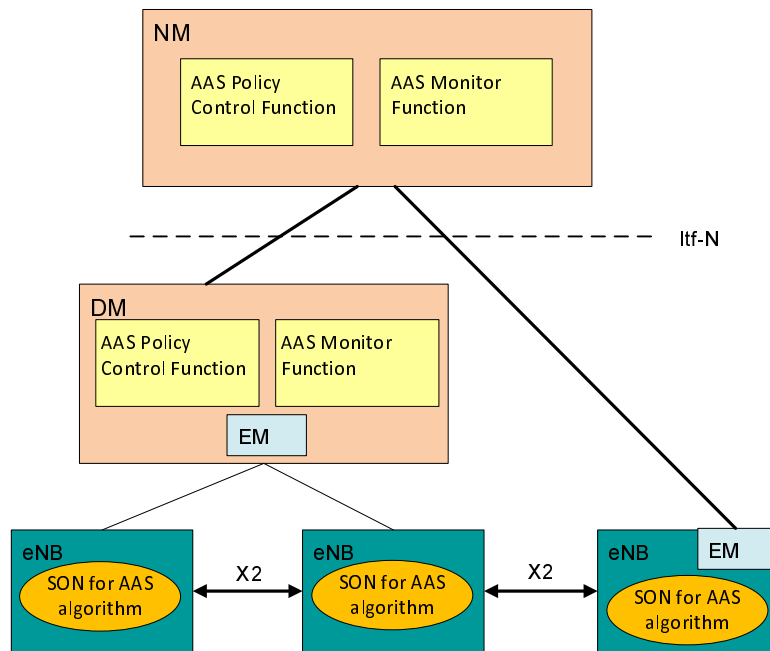 NM
AAS Policy
Control Function
AAS Monitor
Function
Itf-N
DM
AAS Policy
Control Function
AAS Monitor
Function
EM
eNB
SON for AAS
algorithm
X2
eNB
SON for AAS
algorithm
X2
eNB
EM
SON for AAS
algorithm